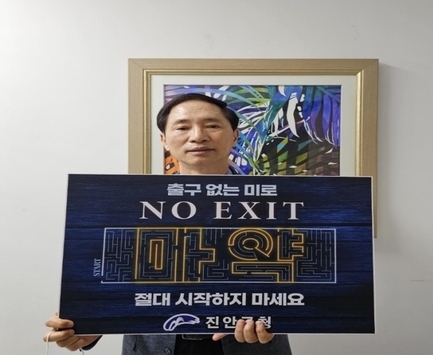 출구 없는 미로
NO EXIT
START
마약
절대 시작하지 마세요
진안군청